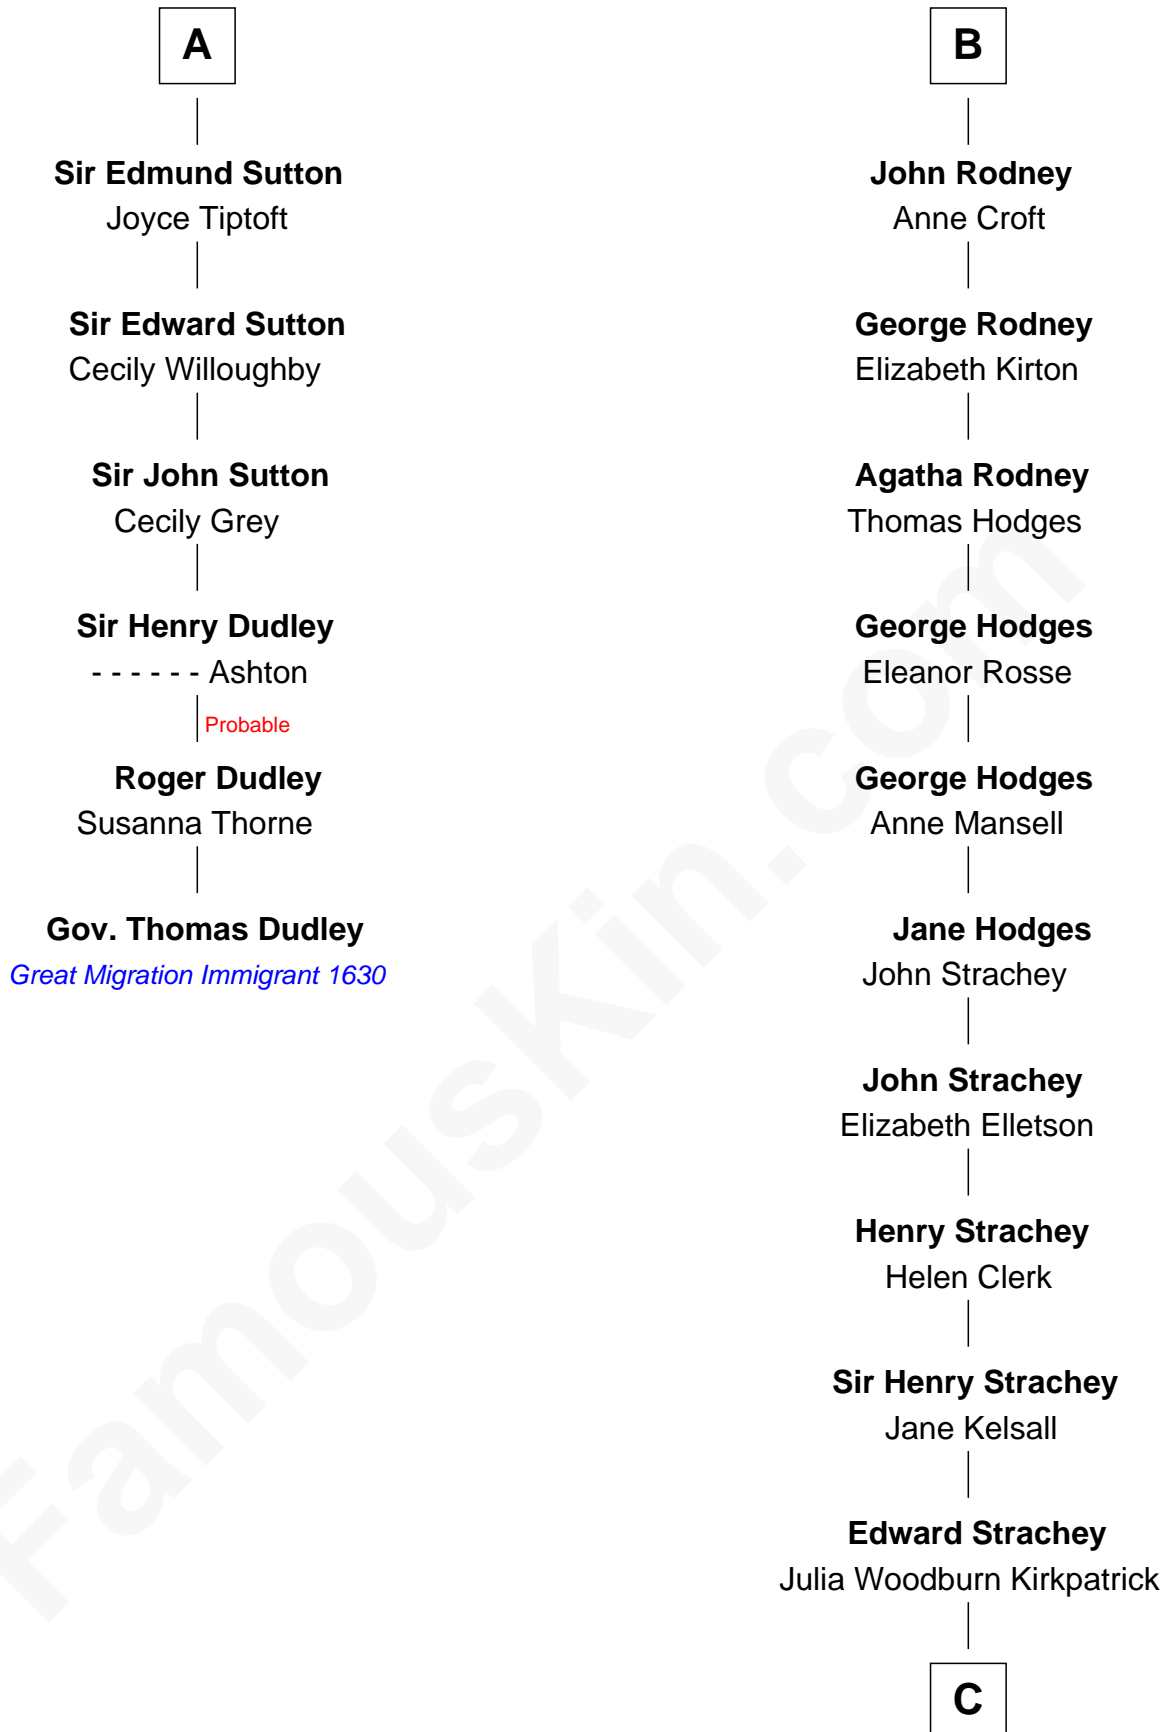 A
Sir Edmund Sutton
Joyce Tiptoft
Sir Edward Sutton
Cecily Willoughby
Sir John Sutton
Cecily Grey
Sir Henry Dudley
- - - - - - Ashton
Probable
Roger Dudley
Susanna Thorne
Gov. Thomas Dudley
Great Migration Immigrant 1630
B
John Rodney
Anne Croft
George Rodney
Elizabeth Kirton
Agatha Rodney
Thomas Hodges
George Hodges
Eleanor Rosse
George Hodges
Anne Mansell
Jane Hodges
John Strachey
John Strachey
Elizabeth Elletson
Henry Strachey
Helen Clerk
Sir Henry Strachey
Jane Kelsall
Edward Strachey
Julia Woodburn Kirkpatrick
C
FamousKin.com